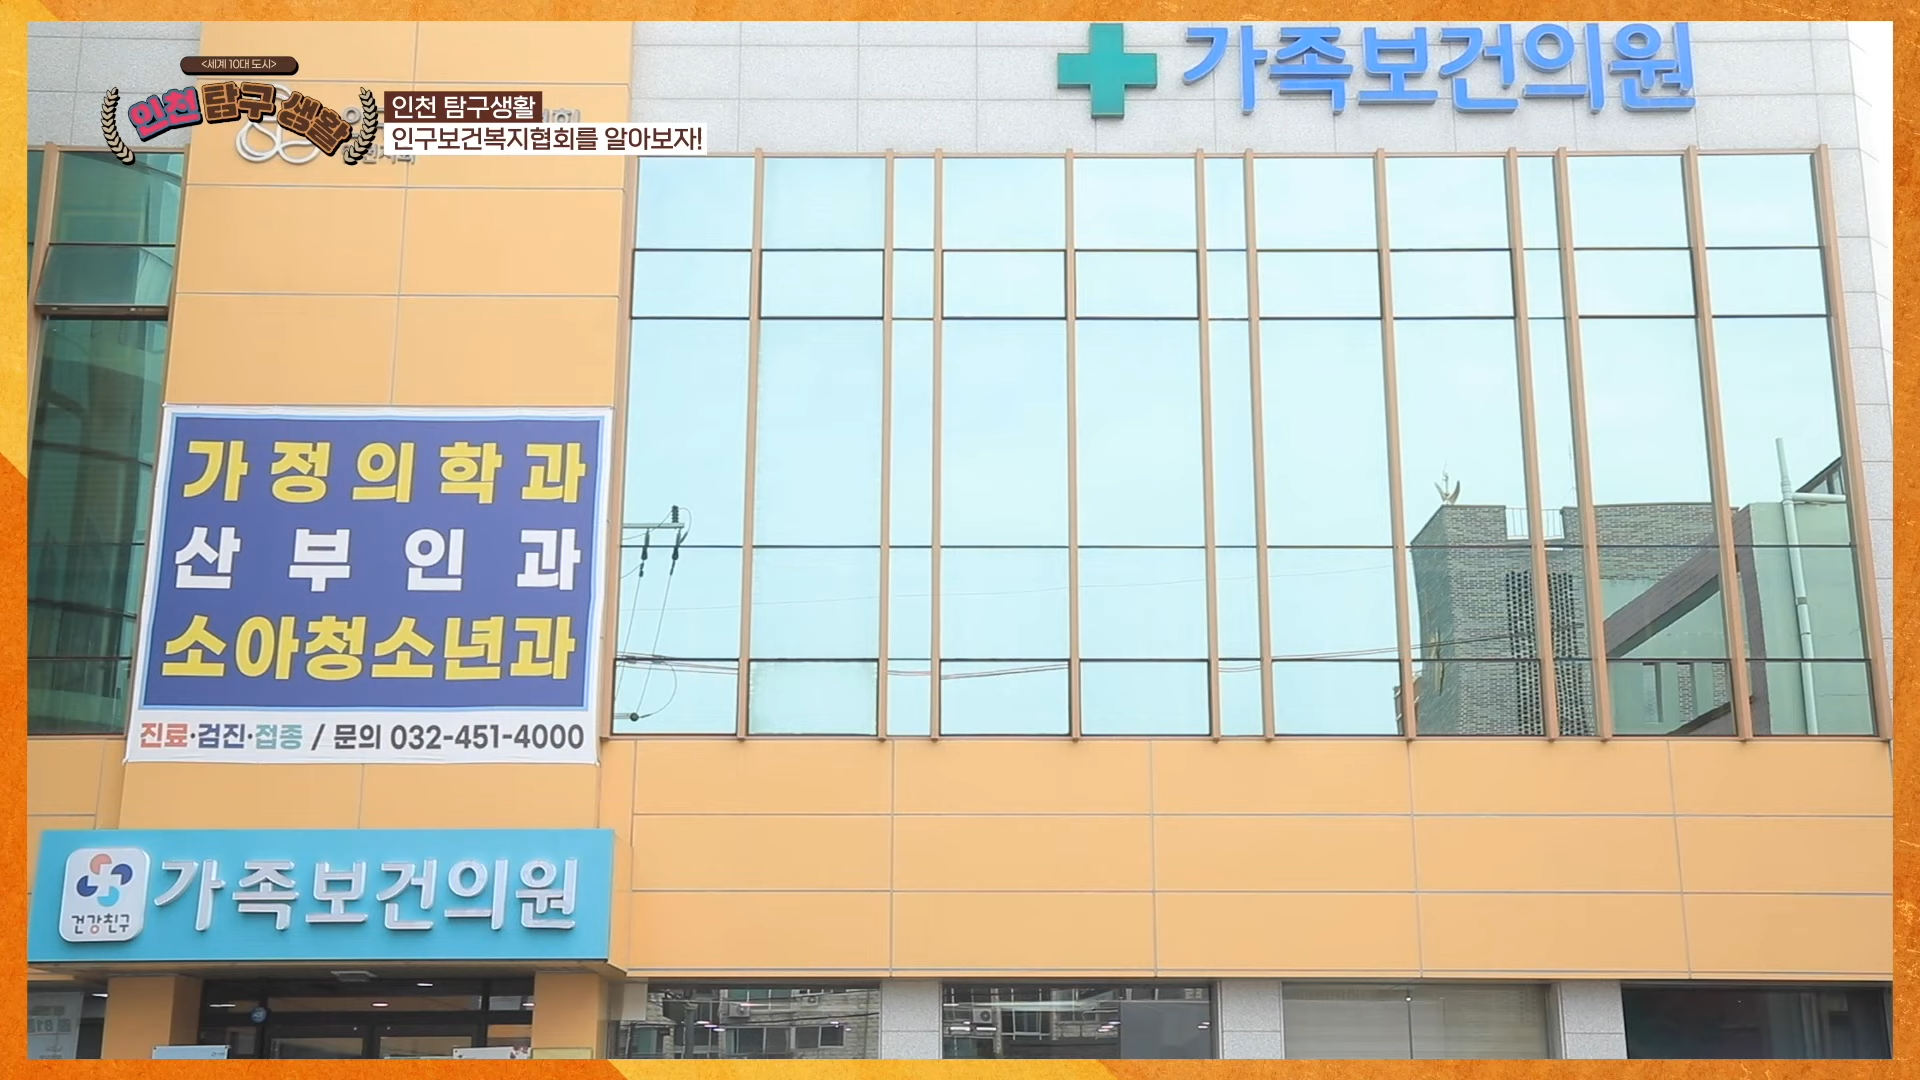 <세계 10대 도시>
인천 탐구 생활
인천 탐구생활
인구보건복지협회를 알아보자!
가족보건의원
가정의학과
산부인과
소아청소년과
진료·검진·접종 / 문의 032-451-4000
건강친구
가족보건의원